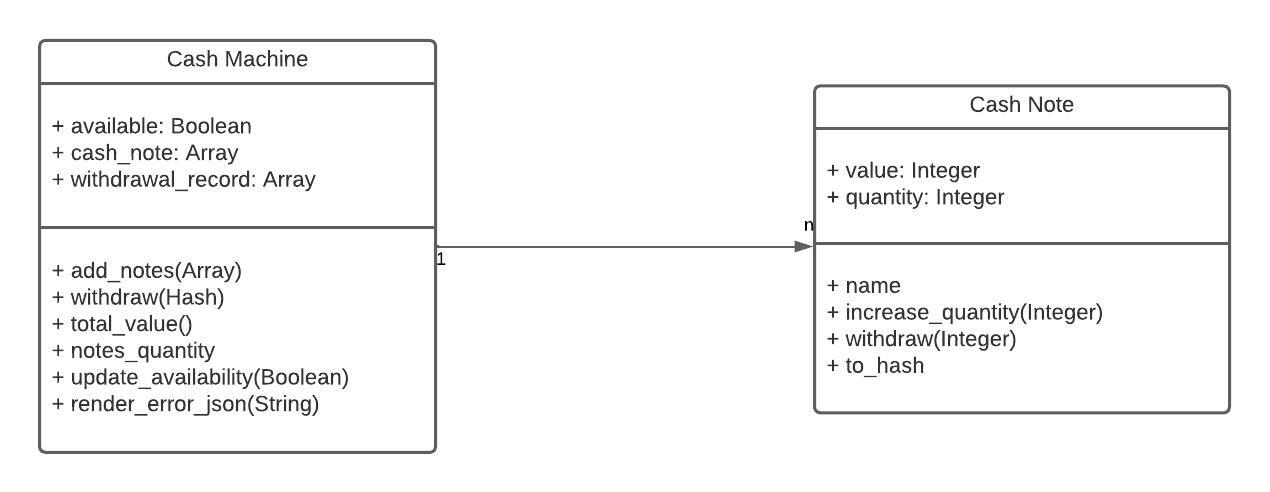 Cash Machine
+ available: Boolean
+ cash_note: Array
+ withdrawal_record: Array
+ add_notes(Array)
+ withdraw(Hash)
+ total_value()
+ notes_quantity
+ update_availability(Boolean)
+ render_error_json(String)
1
n
Cash Note
+ value: Integer
+ quantity: Integer
+ name
+ increase_quantity(Integer)
+ withdraw(Integer)
+ to_hash